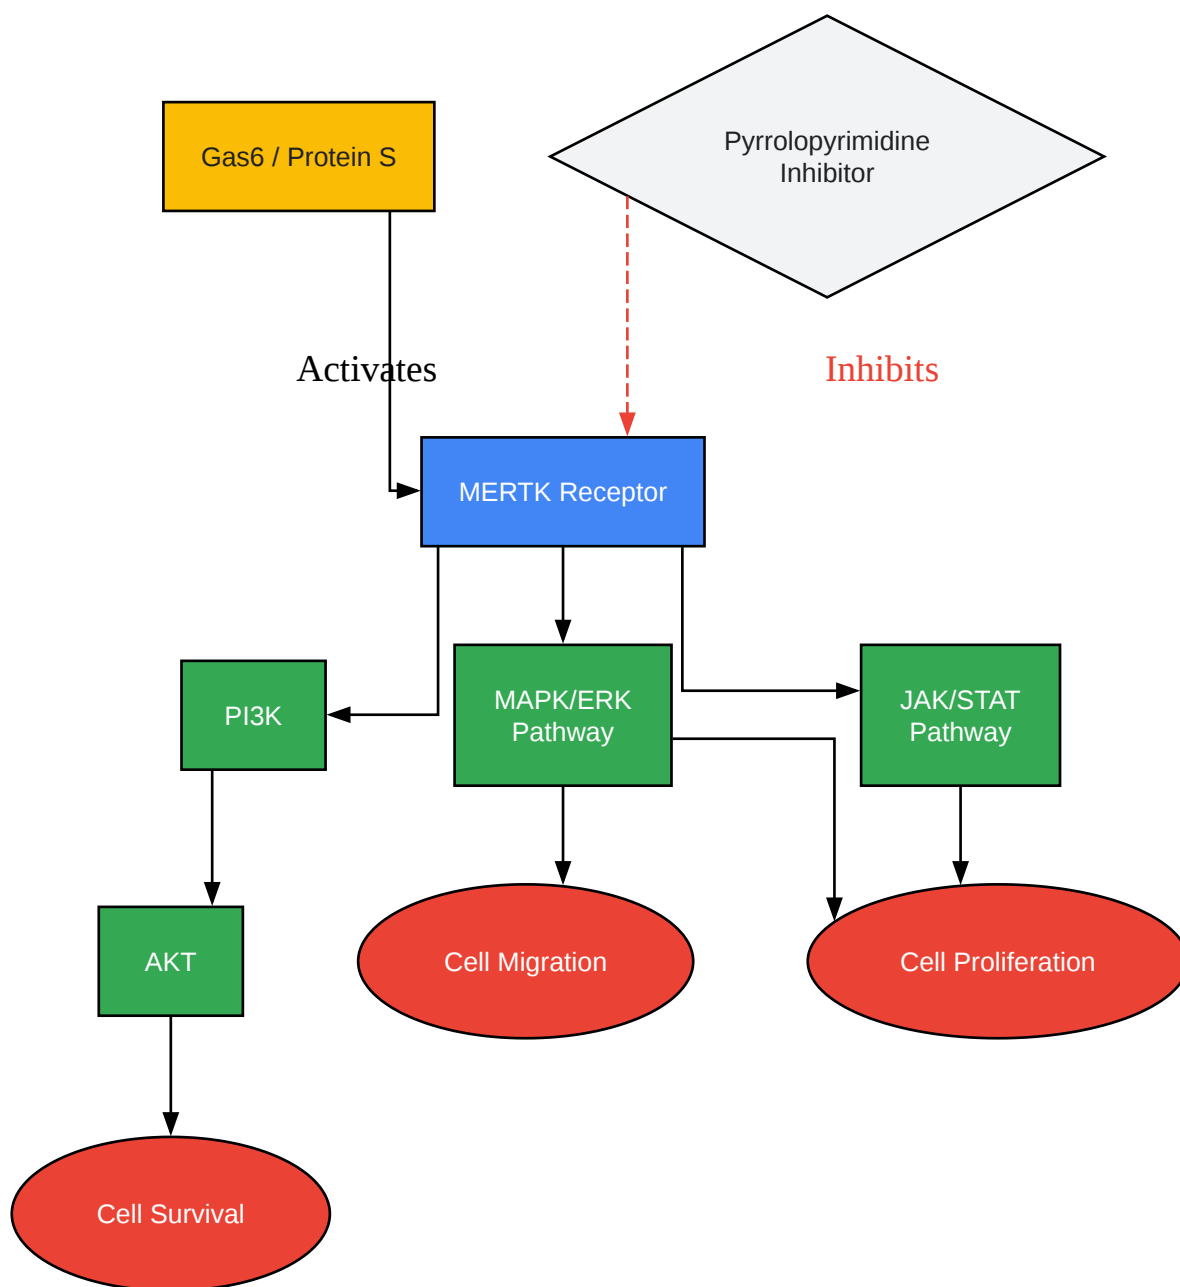 Pyrrolopyrimidine
Inhibitor
Gas6 / Protein S
Activates
Inhibits
MERTK Receptor
PI3K
MAPK/ERK
Pathway
JAK/STAT
Pathway
AKT
Cell Migration
Cell Proliferation
Cell Survival